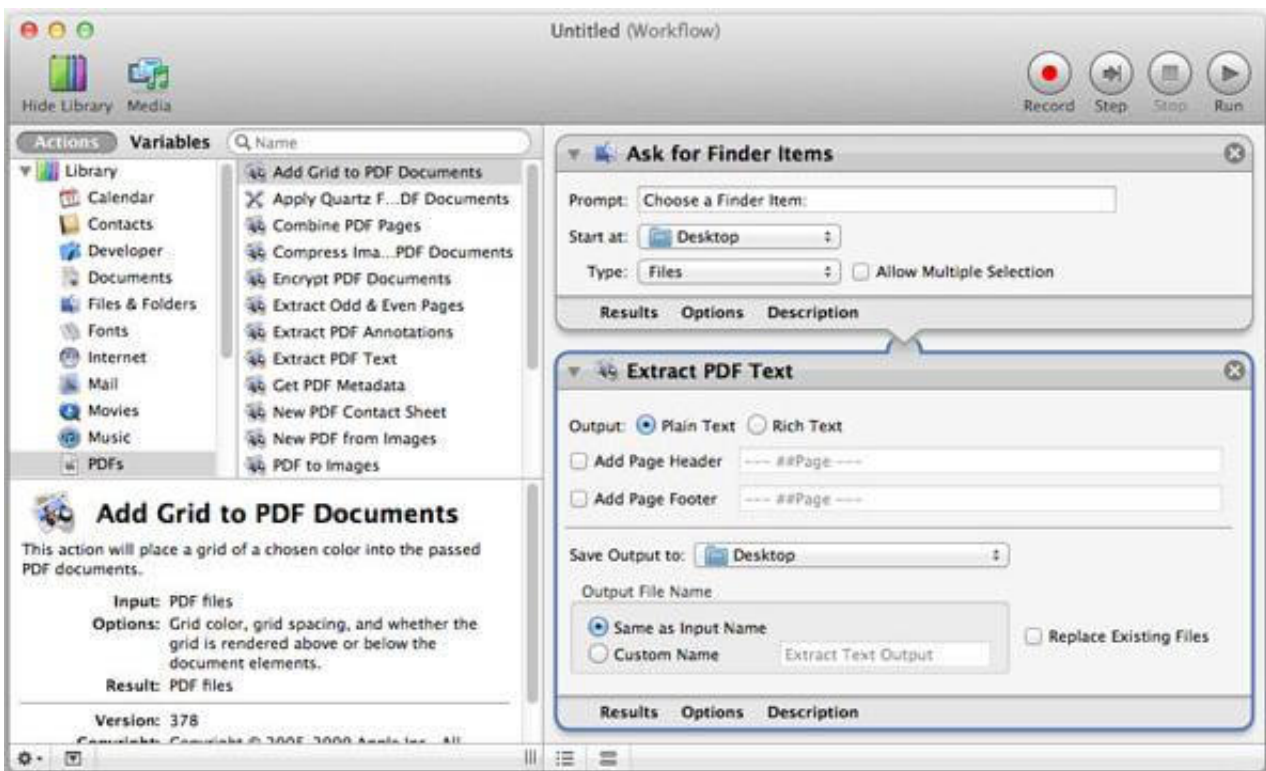 Untitled (Workflow)
Hide Library Media
Record Step Stop Run
Actions Variables Name
Library
Calendar
Contacts
Developer
Documents
Files & Folders
Fonts
Internet
Mail
Movies
Music
PDFs
Add Grid to PDF Documents
Apply Quartz F...DF Documents
Combine PDF Pages
Compress Ima...PDF Documents
Encrypt PDF Documents
Extract Odd & Even Pages
Extract PDF Annotations
Extract PDF Text
Get PDF Metadata
New PDF Contact Sheet
New PDF from Images
PDF to Images
Add Grid to PDF Documents
This action will place a grid of a chosen color into the passed
PDF documents.
Input: PDF files
Options: Grid color, grid spacing, and whether the
grid is rendered above or below the
document elements.
Result: PDF files
Version: 378
Copyright: Copyright © 2005-2009 Apple Inc. All
Ask for Finder Items
Prompt: Choose a Finder Item:
Start at: Desktop
Type: Files Allow Multiple Selection
Results Options Description
Extract PDF Text
Output: Plain Text Rich Text
Add Page Header --- ##Page ---
Add Page Footer --- ##Page ---
Save Output to: Desktop
Output File Name
Same as Input Name
Custom Name Extract Text Output
Replace Existing Files
Results Options Description